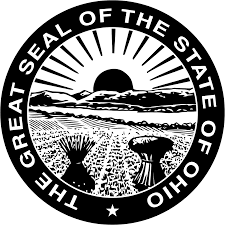 THE GREAT SEAL OF THE STATE OF OHIO